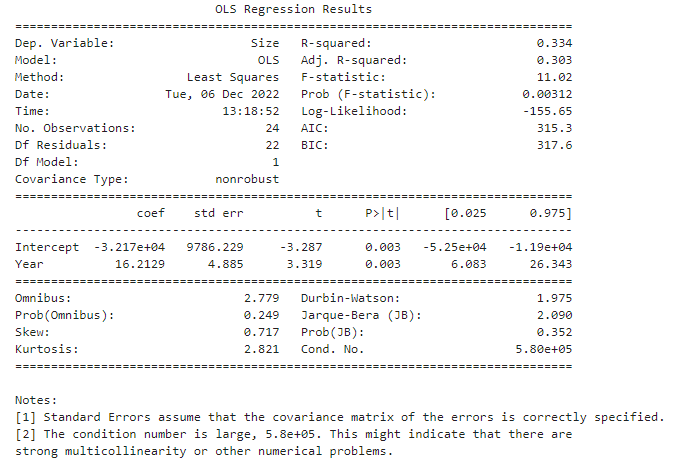 OLS Regression Results
==============================================================================
Dep. Variable:                   Size   R-squared:                       0.334
Model:                            OLS   Adj. R-squared:                  0.303
Method:                 Least Squares   F-statistic:                     11.02
Date:                Tue, 06 Dec 2022   Prob (F-statistic):            0.00312
Time:                        13:18:52   Log-Likelihood:                -155.65
No. Observations:                  24   AIC:                             315.3
Df Residuals:                      22   BIC:                             317.6
Df Model:                           1
Covariance Type:            nonrobust
==============================================================================
                 coef    std err          t      P>|t|      [0.025      0.975]
------------------------------------------------------------------------------
Intercept  -3.217e+04   9786.229     -3.287      0.003   -5.25e+04   -1.19e+04
Year          16.2129      4.885      3.319      0.003       6.083      26.343
==============================================================================
Omnibus:                        2.779   Durbin-Watson:                   1.975
Prob(Omnibus):                  0.249   Jarque-Bera (JB):                2.090
Skew:                           0.717   Prob(JB):                        0.352
Kurtosis:                       2.821   Cond. No.                     5.80e+05
==============================================================================
Notes:
[1] Standard Errors assume that the covariance matrix of the errors is correctly specified.
[2] The condition number is large, 5.8e+05. This might indicate that there are
strong multicollinearity or other numerical problems.